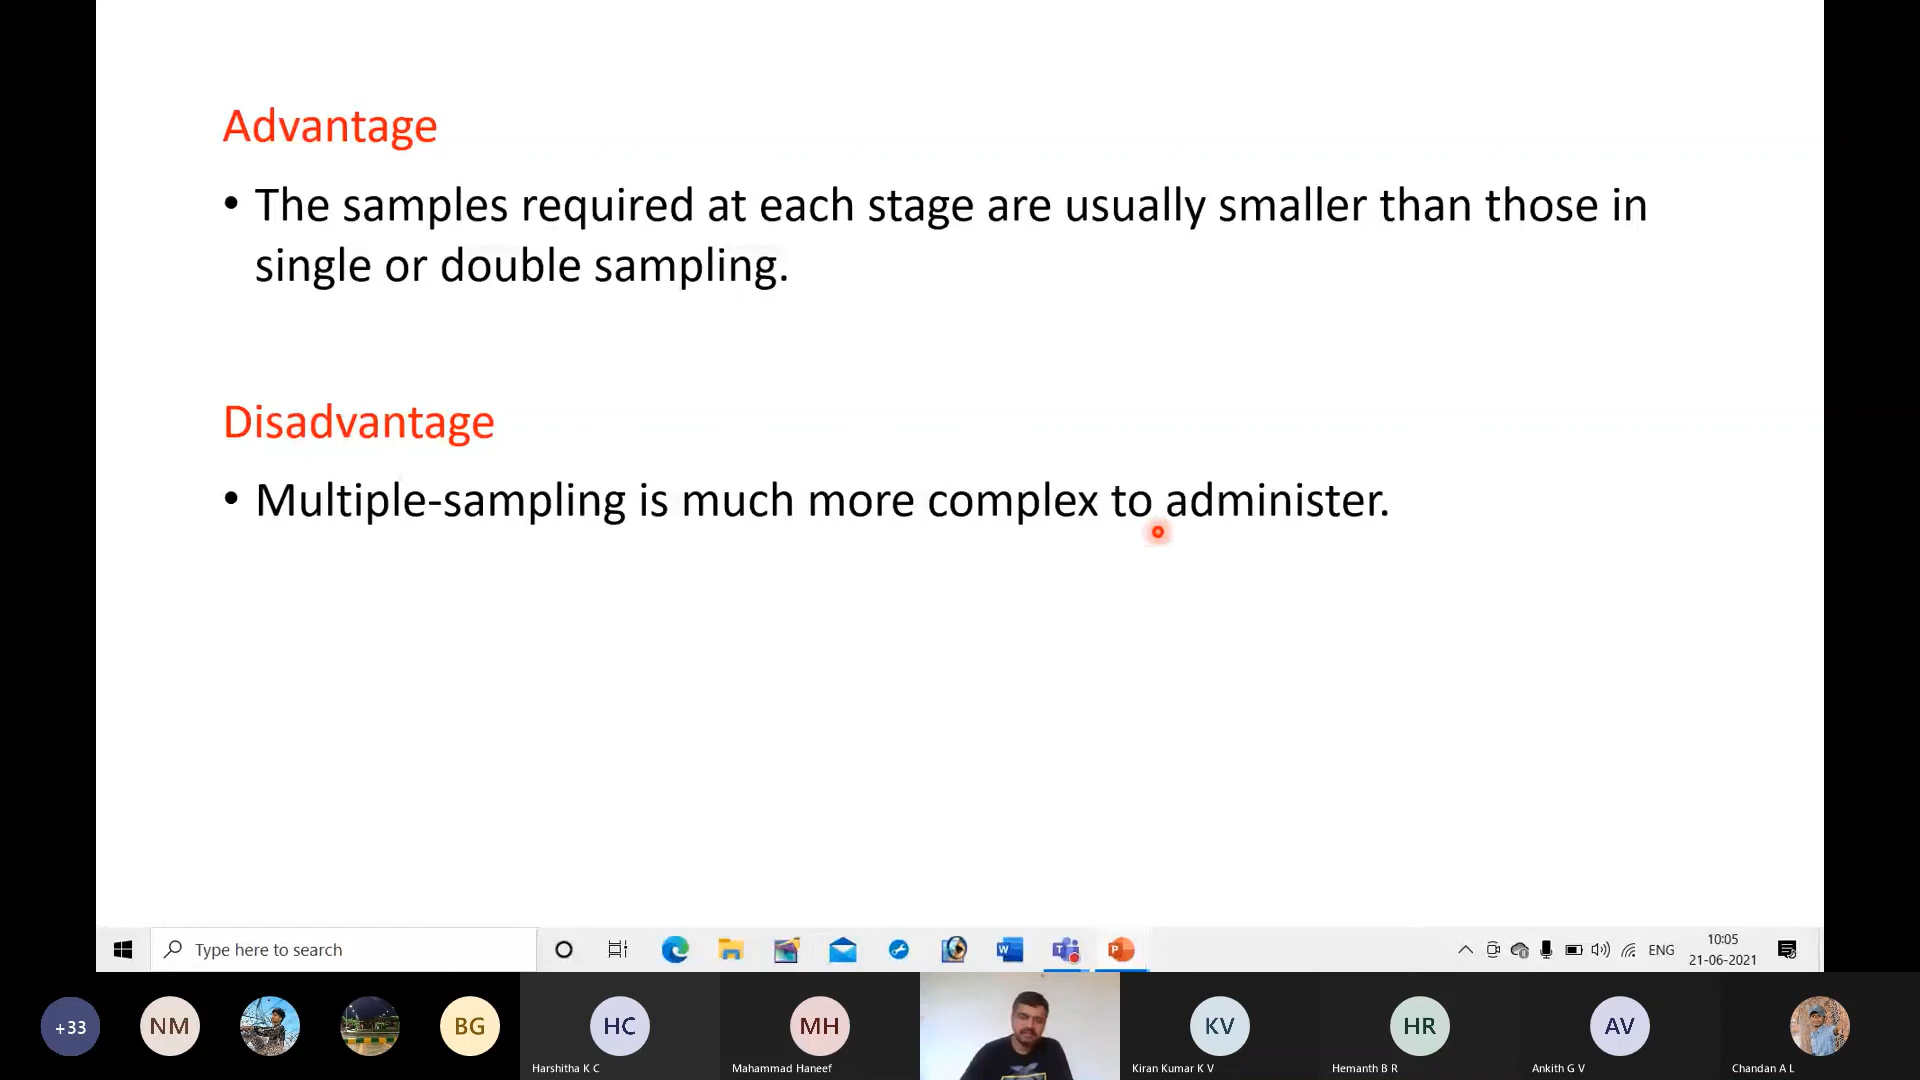 Advantage
• The samples required at each stage are usually smaller than those in
single or double sampling.
Disadvantage
• Multiple-sampling is much more complex to administer.
Type here to search
ENG
10:05
21-06-2021
+33
NM
BG
HC
Harshitha K C
MH
Mahammad Haneef
KV
Kiran Kumar K V
HR
Hemanth B R
AV
Ankith G V
Chandan A L